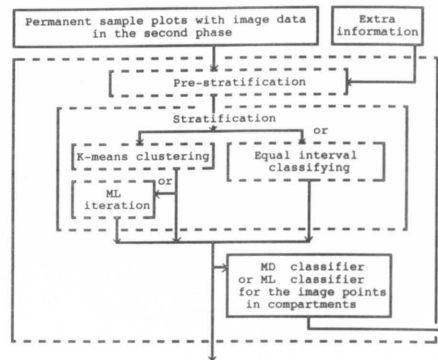 Permanent sample plots with image data
in the second phase
Extra
information
Pre-stratification
Stratification
or
K-means clustering
Equal interval
classifying
or
ML
iteration
MD classifier
or ML classifier
for the image points
in compartments